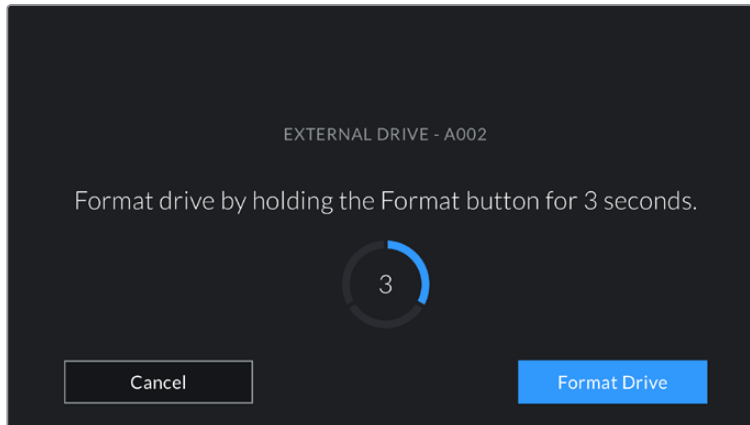 EXTERNAL DRIVE - A002
Format drive by holding the Format button for 3 seconds.
3
Cancel
Format Drive